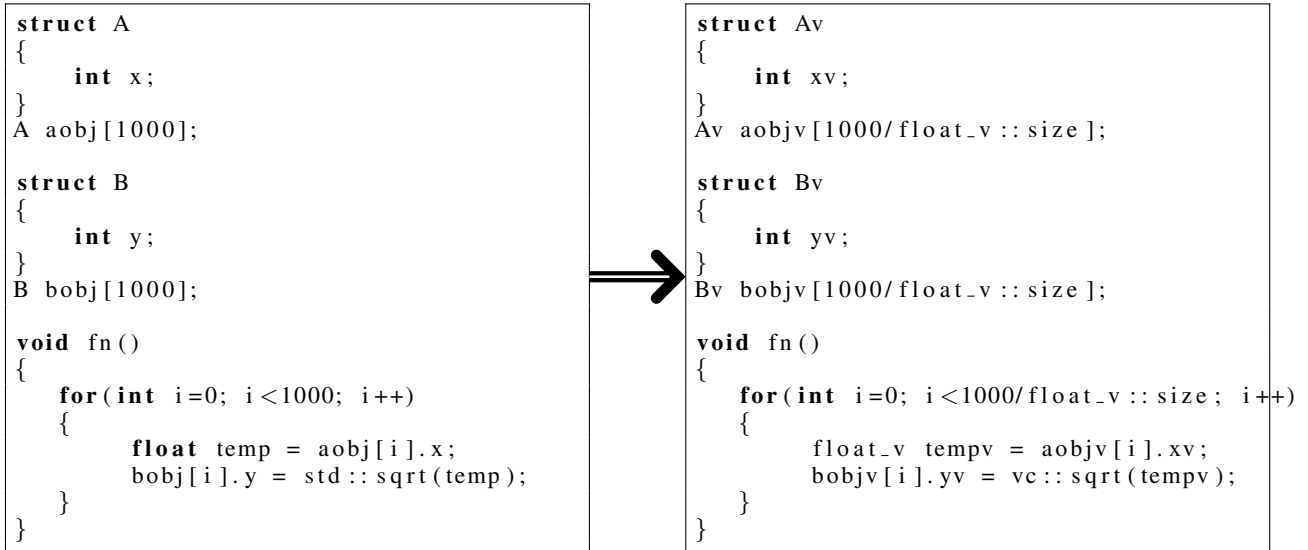 struct A
{
int x;
}
A aobj[1000];
struct B
{
int y;
}
B bobj[1000];
void fn()
{
for(int i=0; i<1000; i++)
{
float temp = aobj[i].x;
bobj[i].y = std::sqrt(temp);
}
}
struct Av
{
int xv;
}
Av aobjv[1000/float_v::size];
struct Bv
{
int yv;
}
Bv bobjv[1000/float_v::size];
void fn()
{
for(int i=0; i<1000/float_v::size; i++)
{
float_v tempv = aobjv[i].xv;
bobjv[i].yv = vc::sqrt(tempv);
}
}